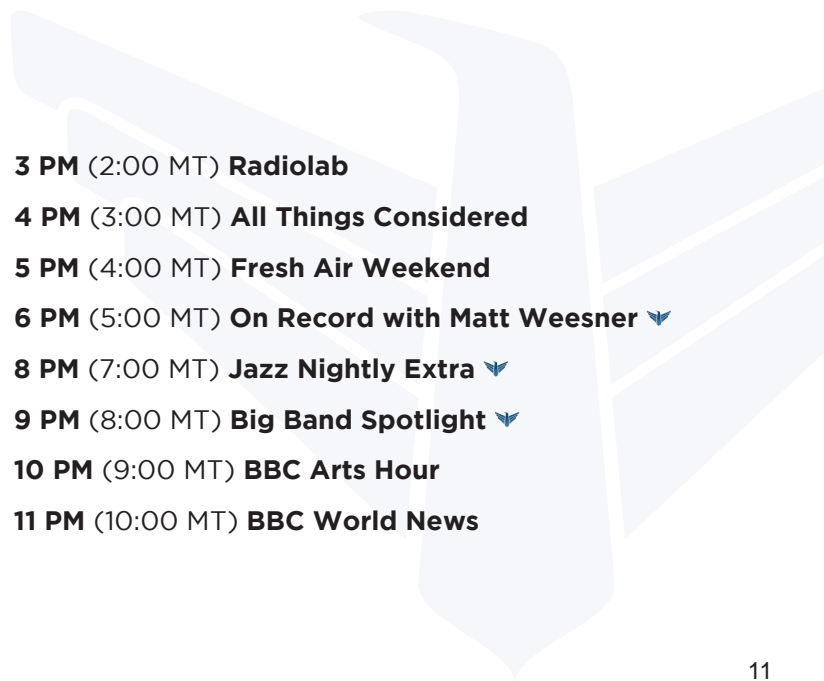 3 PM (2:00 MT) Radiolab
4 PM (3:00 MT) All Things Considered
5 PM (4:00 MT) Fresh Air Weekend
6 PM (5:00 MT) On Record with Matt Weesner
8 PM (7:00 MT) Jazz Nightly Extra
9 PM (8:00 MT) Big Band Spotlight
10 PM (9:00 MT) BBC Arts Hour
11 PM (10:00 MT) BBC World News
11